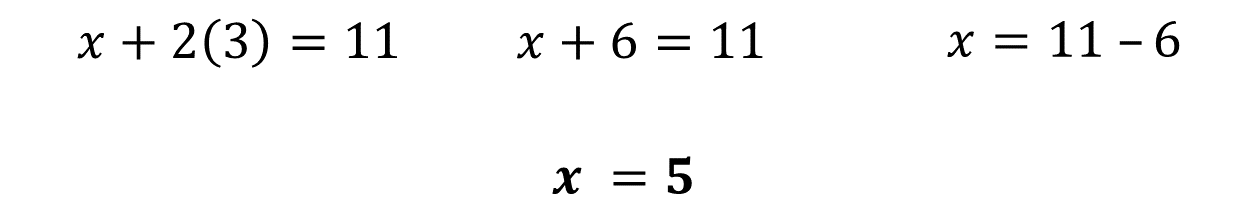 x + 2(3) = 11 x + 6 = 11 x = 11 – 6
x = 5